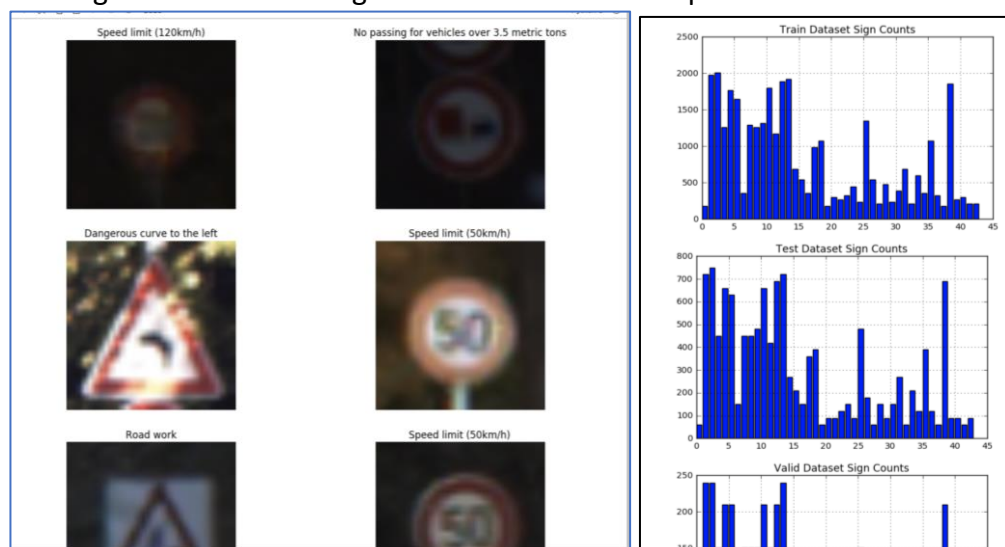 Speed limit (120km/h)
No passing for vehicles over 3.5 metric tons
Dangerous curve to the left
Speed limit (50km/h)
50
Road work
Speed limit (50km/h)
50
Train Dataset Sign Counts
2500
2000
1500
1000
500
0
0 5 10 15 20 25 30 35 40 45
Test Dataset Sign Counts
800
700
600
500
400
300
200
100
0
0 5 10 15 20 25 30 35 40 45
Valid Dataset Sign Counts
250
200